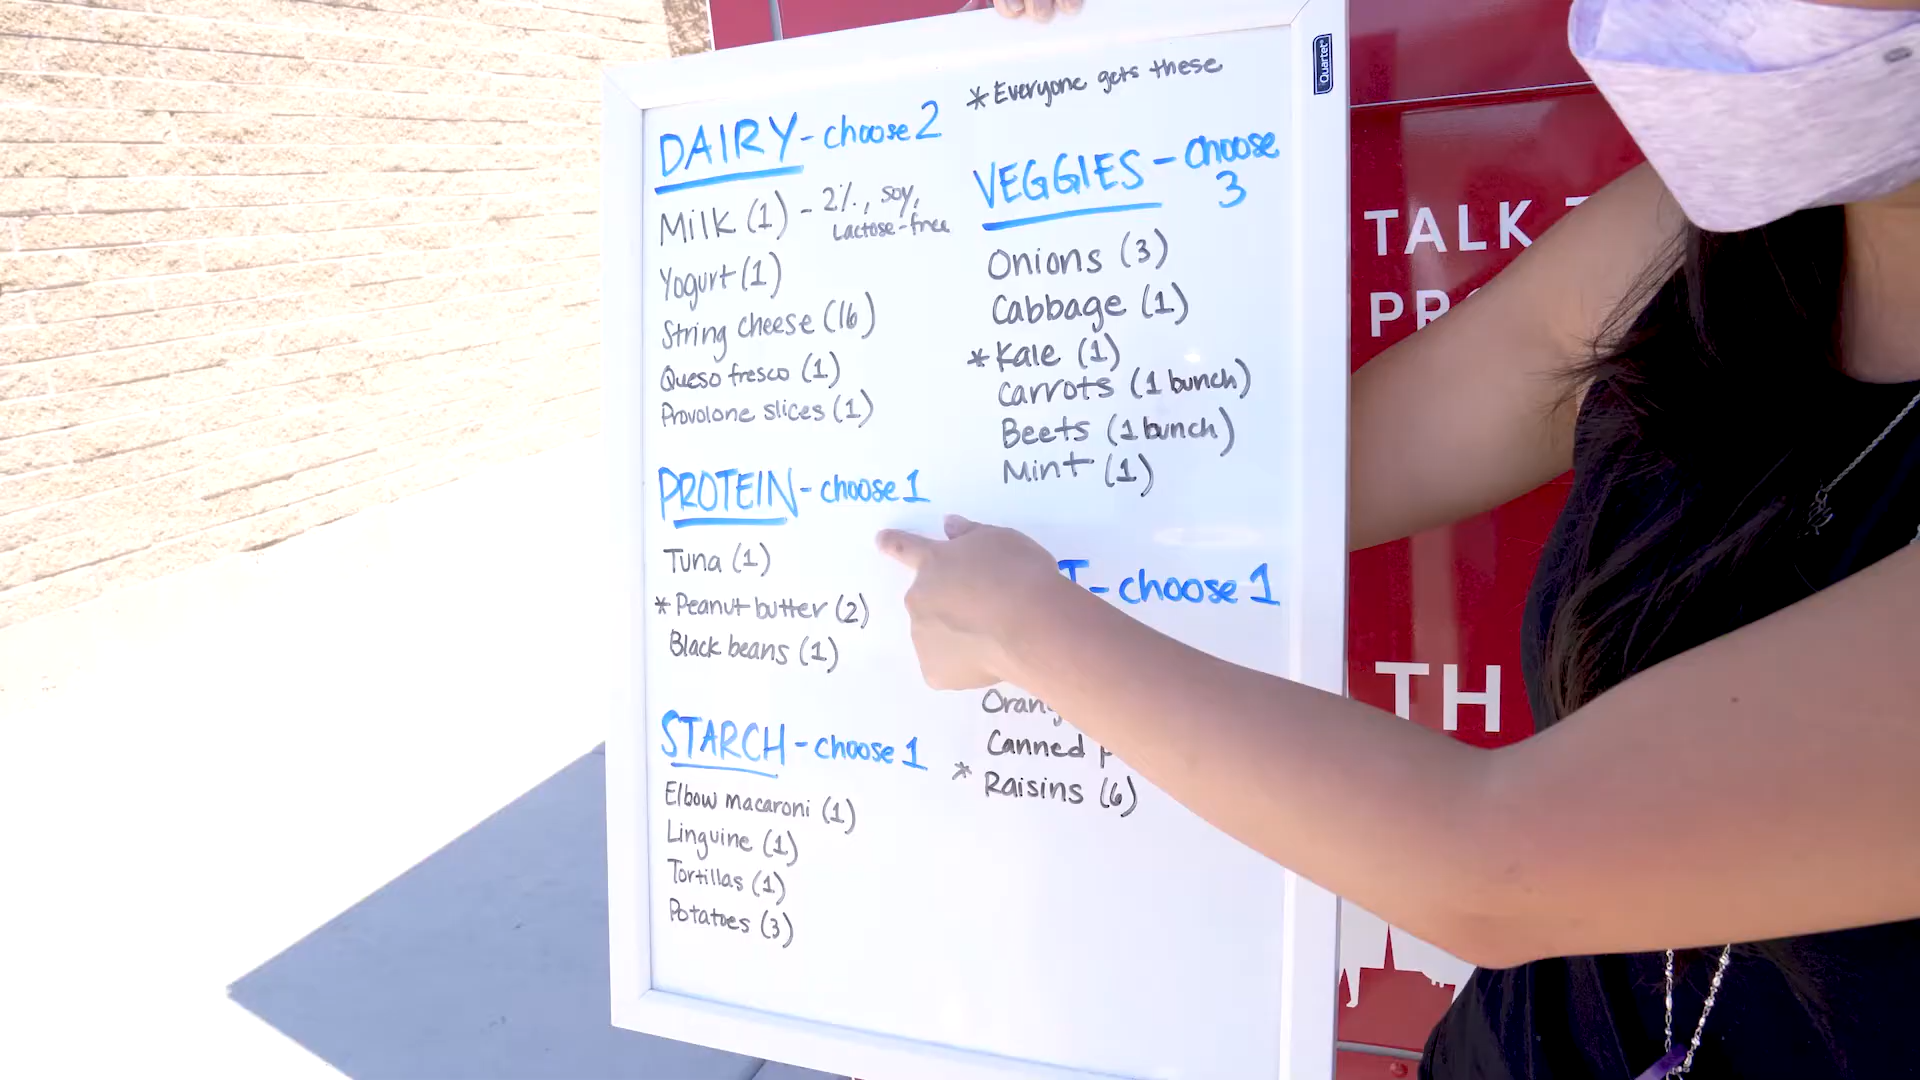 Quartet
DAIRY - choose 2
Milk (1) - 2%, soy,
Lactose-free
Yogurt (1)
String cheese (16)
Queso fresco (1)
Provolone slices (1)
PROTEIN - choose 1
Tuna (1)
* Peanut butter (2)
Black beans (1)
STARCH - choose 1
Elbow macaroni (1)
Linguine (1)
Tortillas (1)
Potatoes (3)
* Everyone gets these
VEGGIES - choose
3
Onions (3)
Cabbage (1)
* Kale (1)
Carrots (1 bunch)
Beets (1 bunch)
Mint (1)
- choose 1
Canned
* Raisins (6)
TALK
TH